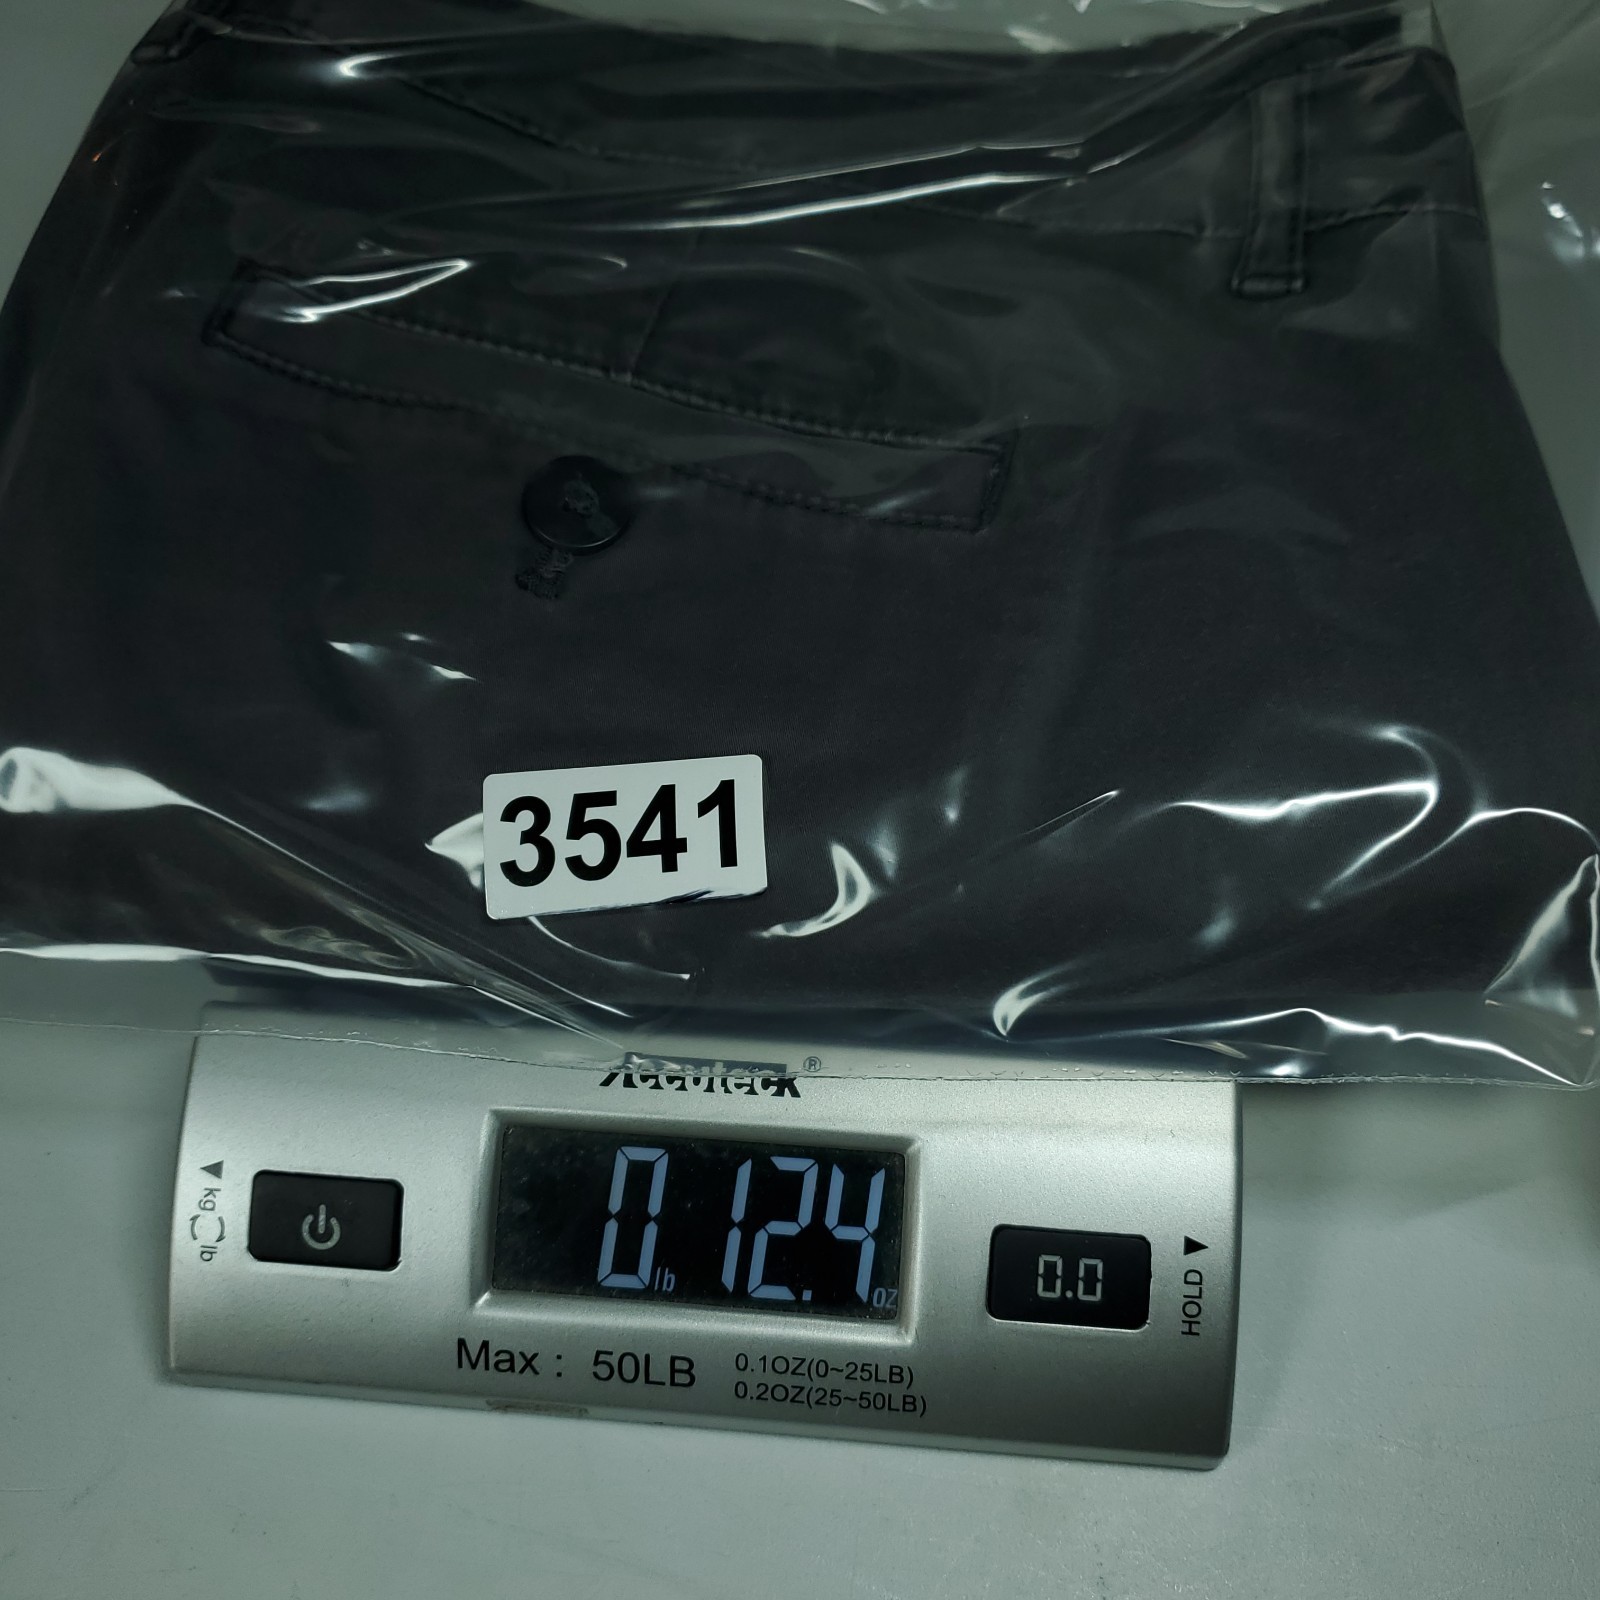 3541
Accuteck®
kg lb
0 lb 12.4 oz
0.0
HOLD
Max : 50LB
0.1OZ(0~25LB)
0.2OZ(25~50LB)